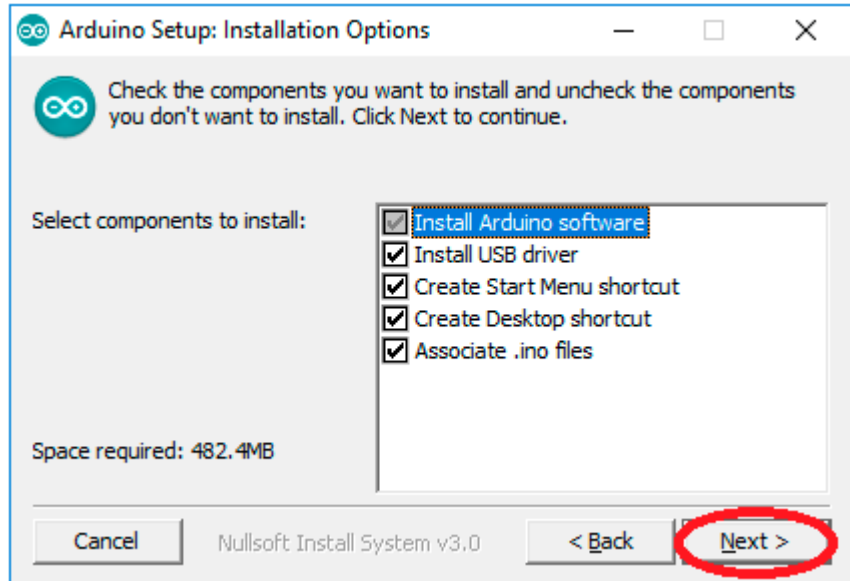 Arduino Setup: Installation Options
Check the components you want to install and uncheck the components
you don't want to install. Click Next to continue.
Select components to install:
Install Arduino software
Install USB driver
Create Start Menu shortcut
Create Desktop shortcut
Associate .ino files
Space required: 482.4MB
Cancel
Nullsoft Install System v3.0
< Back
Next >